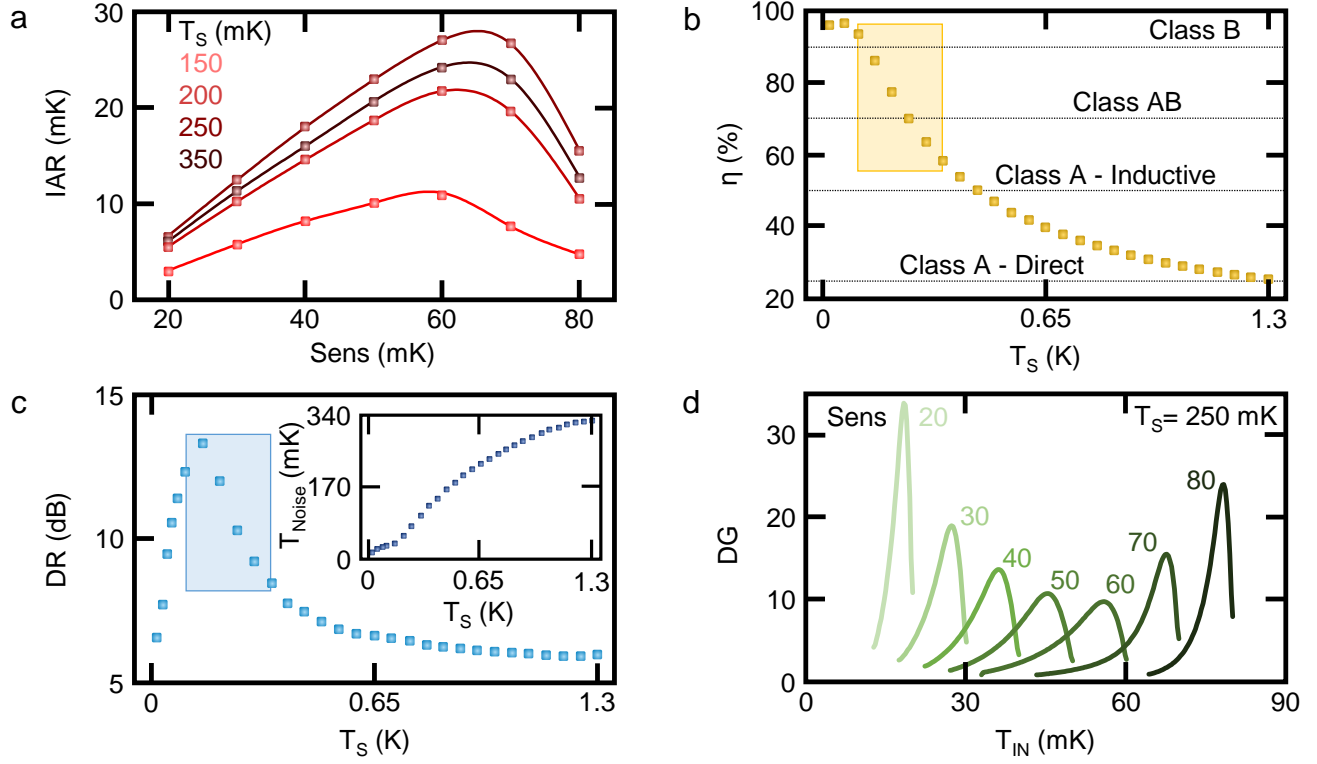 a
30
20
10
0
IAR (mK)
T_S (mK)
150
200
250
350
20 40 60 80
Sens (mK)
b
100
80
60
40
20
η (%)
Class B
Class AB
Class A - Inductive
Class A - Direct
0 0.65 1.3
T_S (K)
c
15
10
5
DR (dB)
340
170
0
T_Noise (mK)
0 0.65 1.3
T_S (K)
0 0.65 1.3
T_S (K)
d
30
20
10
0
DG
Sens
T_S= 250 mK
20
30
40
50
60
70
80
0 30 60 90
T_IN (mK)